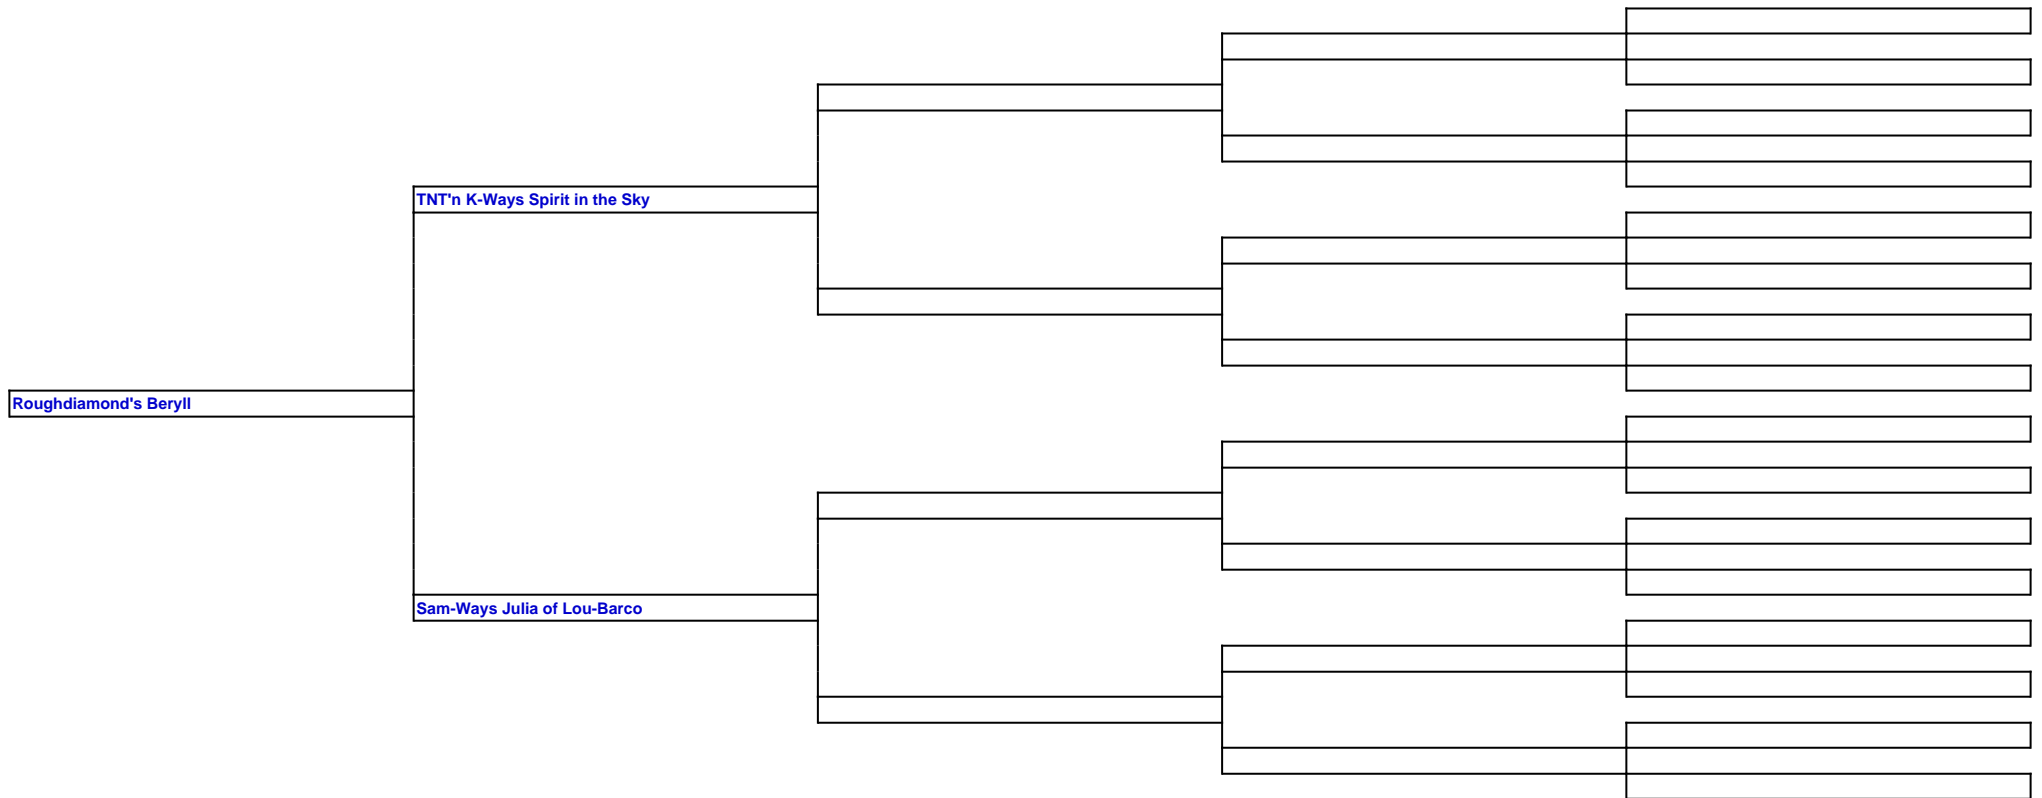 TNT'n K-Ways Spirit in the Sky
Roughdiamond's Beryll
Sam-Ways Julia of Lou-Barco